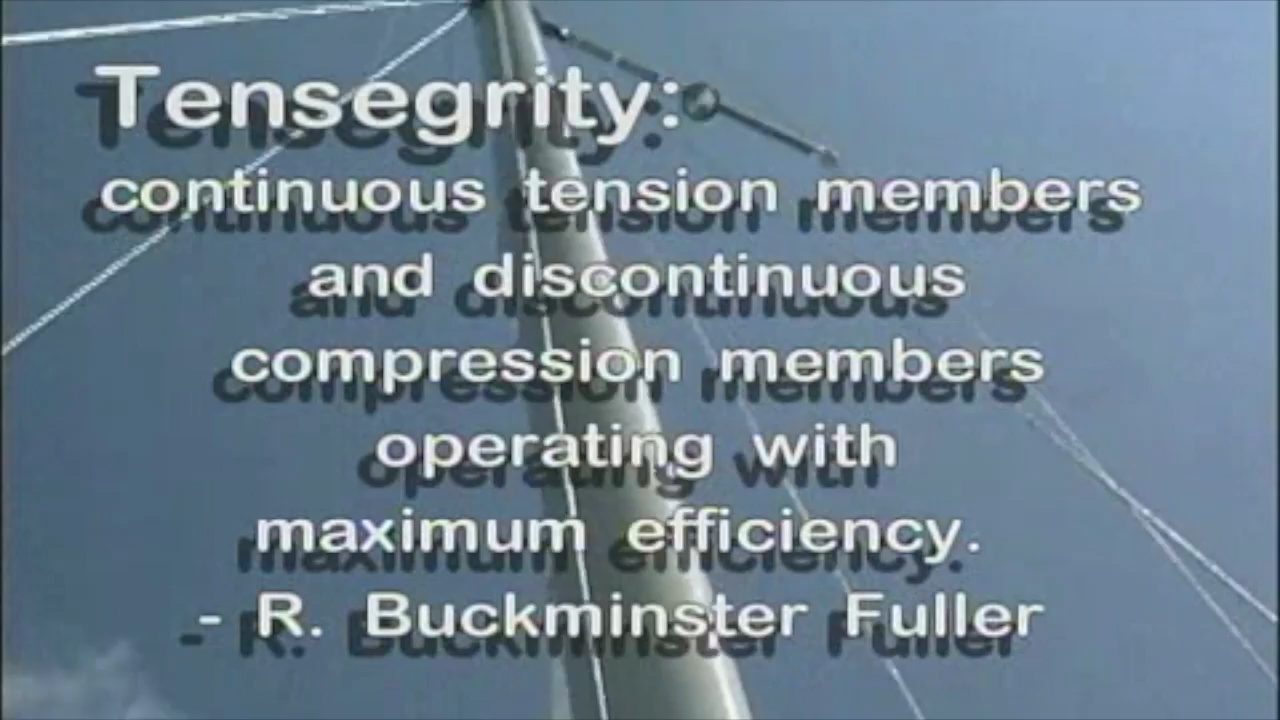 Tensegrity:
continuous tension members
and discontinuous
compression members
operating with
maximum efficiency.
- R. Buckminster Fuller